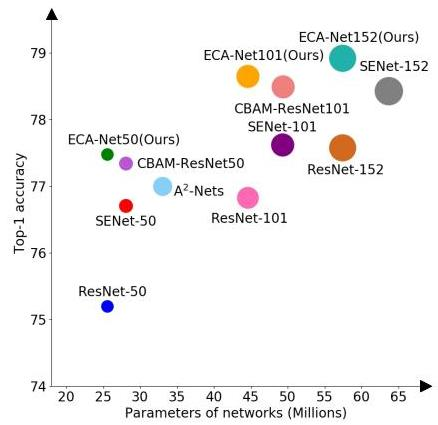 ECA-Net152(Ours)
79
ECA-Net101(Ours)
SENet-152
CBAM-ResNet101
78
SENet-101
ECA-Net50(Ours)
CBAM-ResNet50
ResNet-152
77
A²-Nets
SENet-50
ResNet-101
Top-1 accuracy
76
ResNet-50
75
74
20 25 30 35 40 45 50 55 60 65
Parameters of networks (Millions)